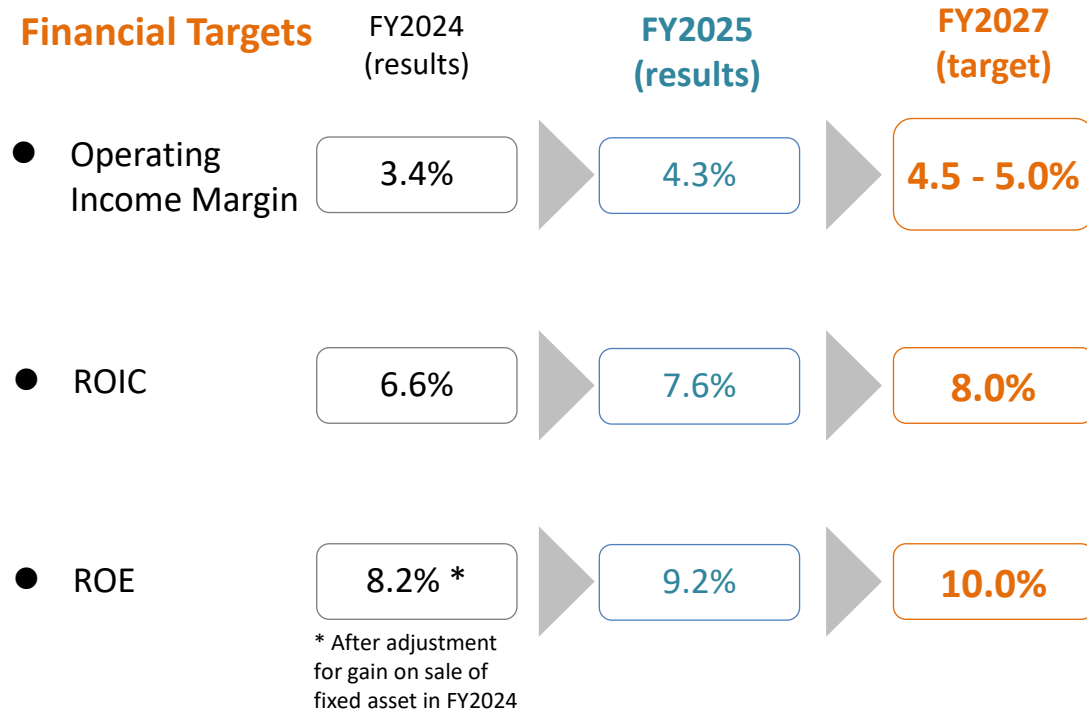 Financial Targets
FY2024
(results)
FY2025
(results)
FY2027
(target)
● Operating
Income Margin
3.4%
4.3%
4.5 - 5.0%
● ROIC
6.6%
7.6%
8.0%
● ROE
8.2% *
9.2%
10.0%
* After adjustment
for gain on sale of
fixed asset in FY2024